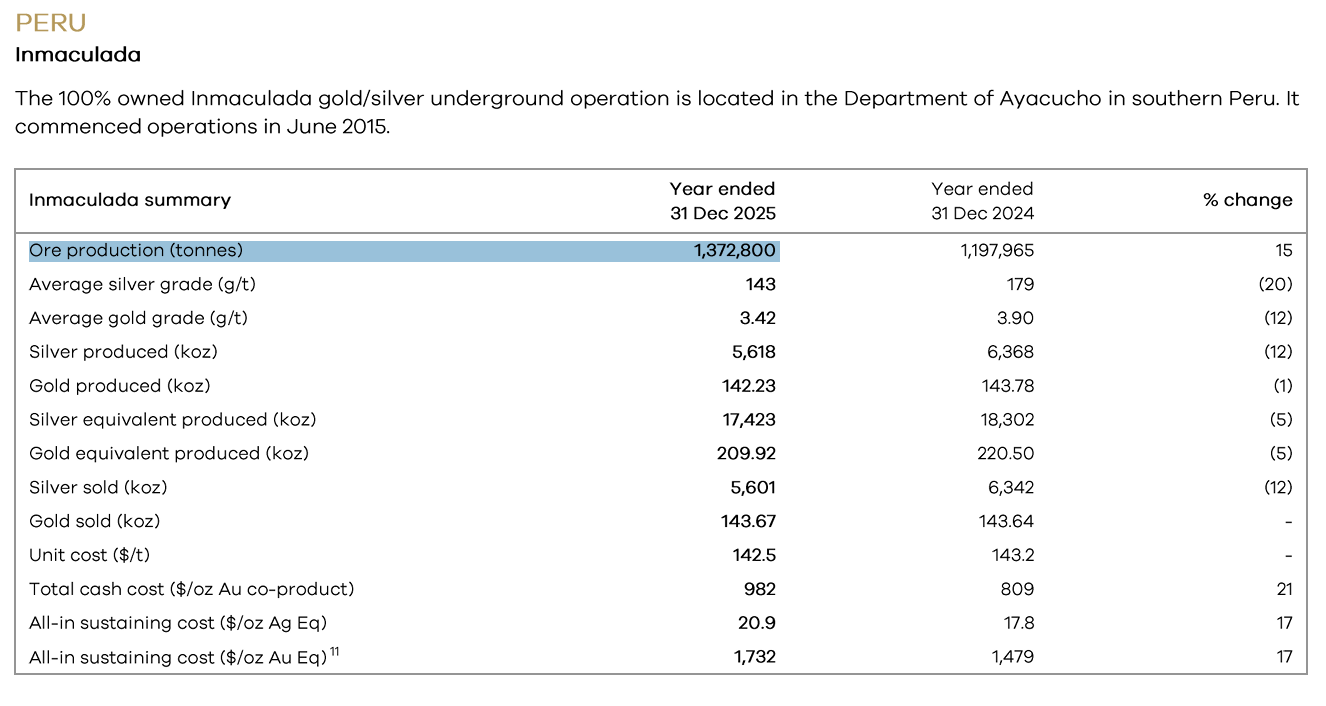 PERU
Inmaculada
The 100% owned Inmaculada gold/silver underground operation is located in the Department of Ayacucho in southern Peru. It
commenced operations in June 2015.
Inmaculada summary Year ended 31 Dec 2025 Year ended 31 Dec 2024 % change
Ore production (tonnes) 1,372,800 1,197,965 15
Average silver grade (g/t) 143 179 (20)
Average gold grade (g/t) 3.42 3.90 (12)
Silver produced (koz) 5,618 6,368 (12)
Gold produced (koz) 142.23 143.78 (1)
Silver equivalent produced (koz) 17,423 18,302 (5)
Gold equivalent produced (koz) 209.92 220.50 (5)
Silver sold (koz) 5,601 6,342 (12)
Gold sold (koz) 143.67 143.64 -
Unit cost ($/t) 142.5 143.2 -
Total cash cost ($/oz Au co-product) 982 809 21
All-in sustaining cost ($/oz Ag Eq) 20.9 17.8 17
All-in sustaining cost ($/oz Au Eq) 11 1,732 1,479 17